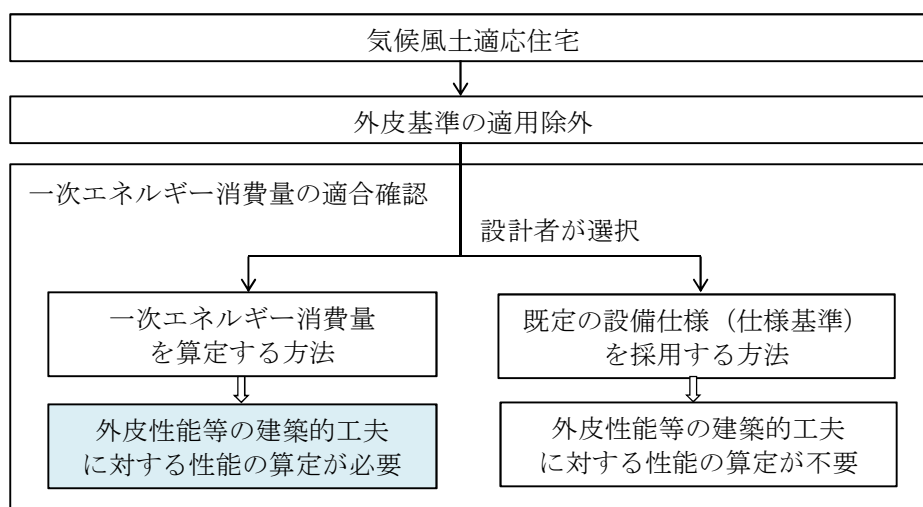 気候風土適応住宅
外皮基準の適用除外
一次エネルギー消費量の適合確認
設計者が選択
一次エネルギー消費量
を算定する方法
既定の設備仕様（仕様基準）
を採用する方法
外皮性能等の建築的工夫
に対する性能の算定が必要
外皮性能等の建築的工夫
に対する性能の算定が不要